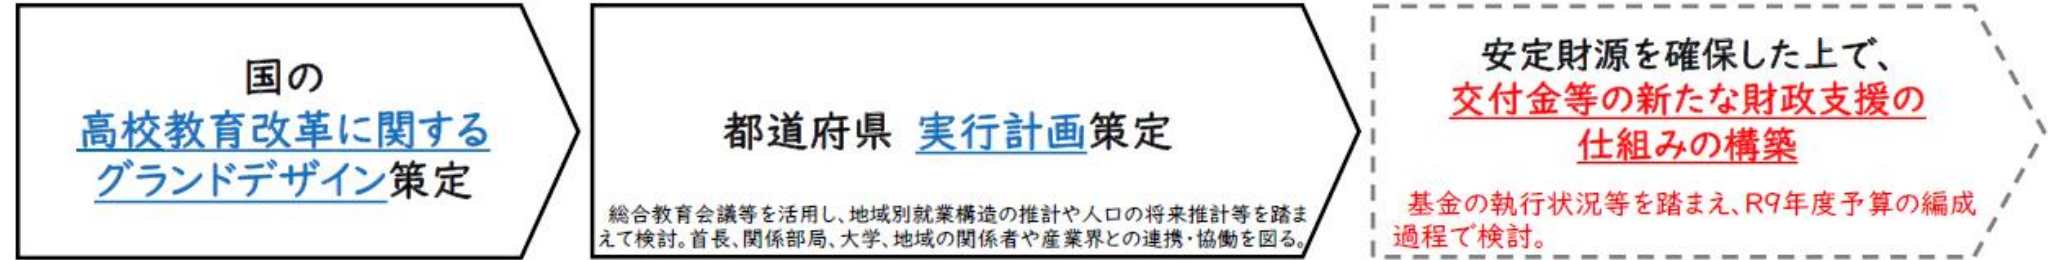 国の
高校教育改革に関する
グランドデザイン策定
都道府県 実行計画策定
総合教育会議等を活用し、地域別就業構造の推計や人口の将来推計等を踏ま
えて検討。首長、関係部局、大学、地域の関係者や産業界との連携・協働を図る。
安定財源を確保した上で、
交付金等の新たな財政支援の
仕組みの構築
基金の執行状況等を踏まえ、R9年度予算の編成
過程で検討。